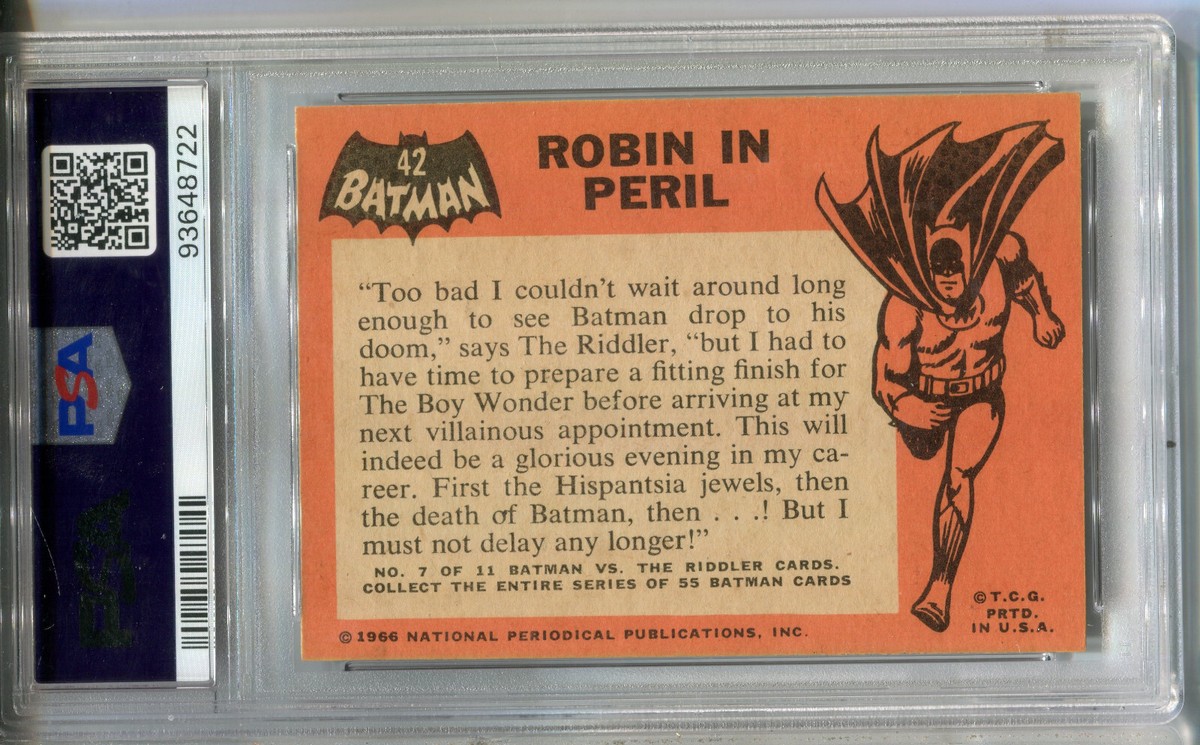 93648722
PSA
PSA
42
BATMAN
ROBIN IN
PERIL
“Too bad I couldn’t wait around long
enough to see Batman drop to his
doom,” says The Riddler, “but I had to
have time to prepare a fitting finish for
The Boy Wonder before arriving at my
next villainous appointment. This will
indeed be a glorious evening in my ca-
reer. First the Hispantsia jewels, then
the death of Batman, then . . .! But I
must not delay any longer!”
NO. 7 OF 11 BATMAN VS. THE RIDDLER CARDS.
COLLECT THE ENTIRE SERIES OF 55 BATMAN CARDS
© 1966 NATIONAL PERIODICAL PUBLICATIONS, INC.
© T.C.G.
PRTD.
IN U.S.A.